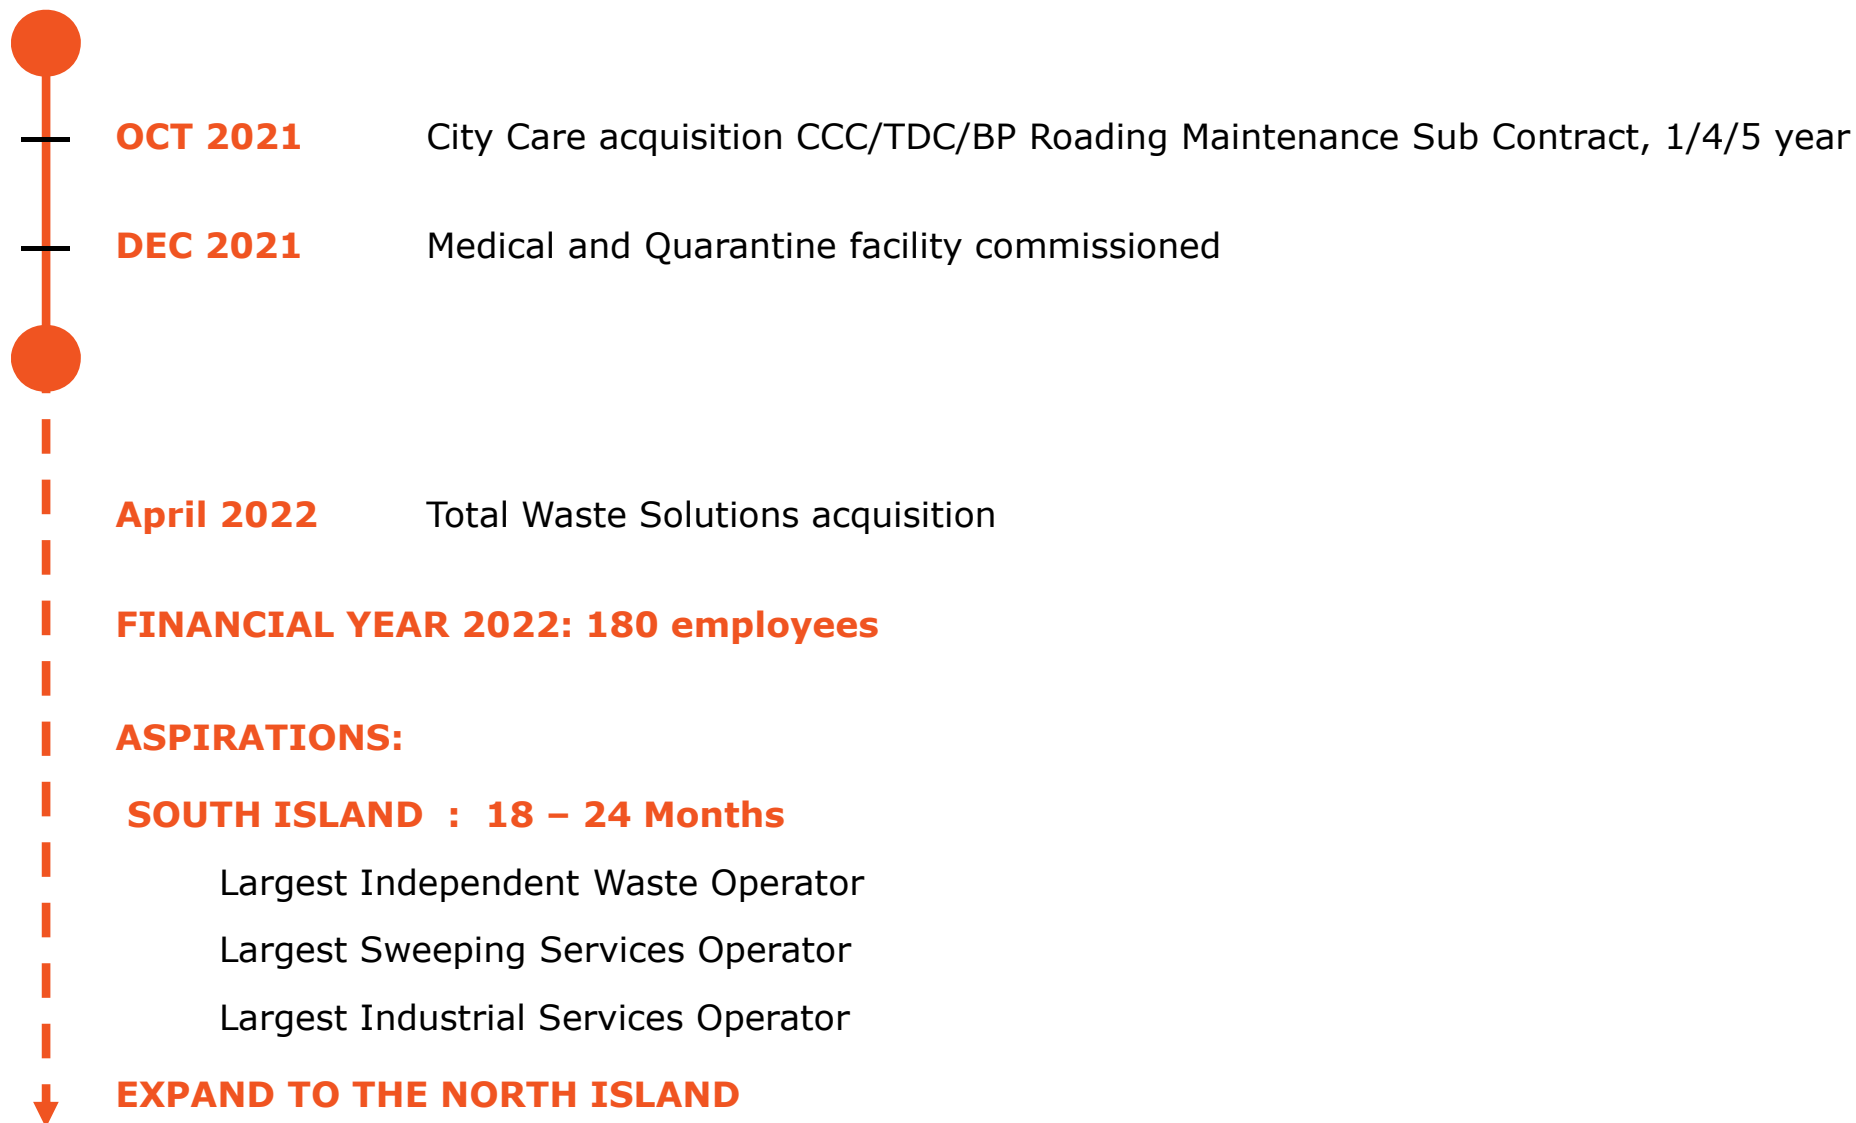 OCT 2021 City Care acquisition CCC/TDC/BP Roading Maintenance Sub Contract, 1/4/5 year
DEC 2021 Medical and Quarantine facility commissioned
April 2022 Total Waste Solutions acquisition
FINANCIAL YEAR 2022: 180 employees
ASPIRATIONS:
SOUTH ISLAND : 18 – 24 Months
Largest Independent Waste Operator
Largest Sweeping Services Operator
Largest Industrial Services Operator
EXPAND TO THE NORTH ISLAND